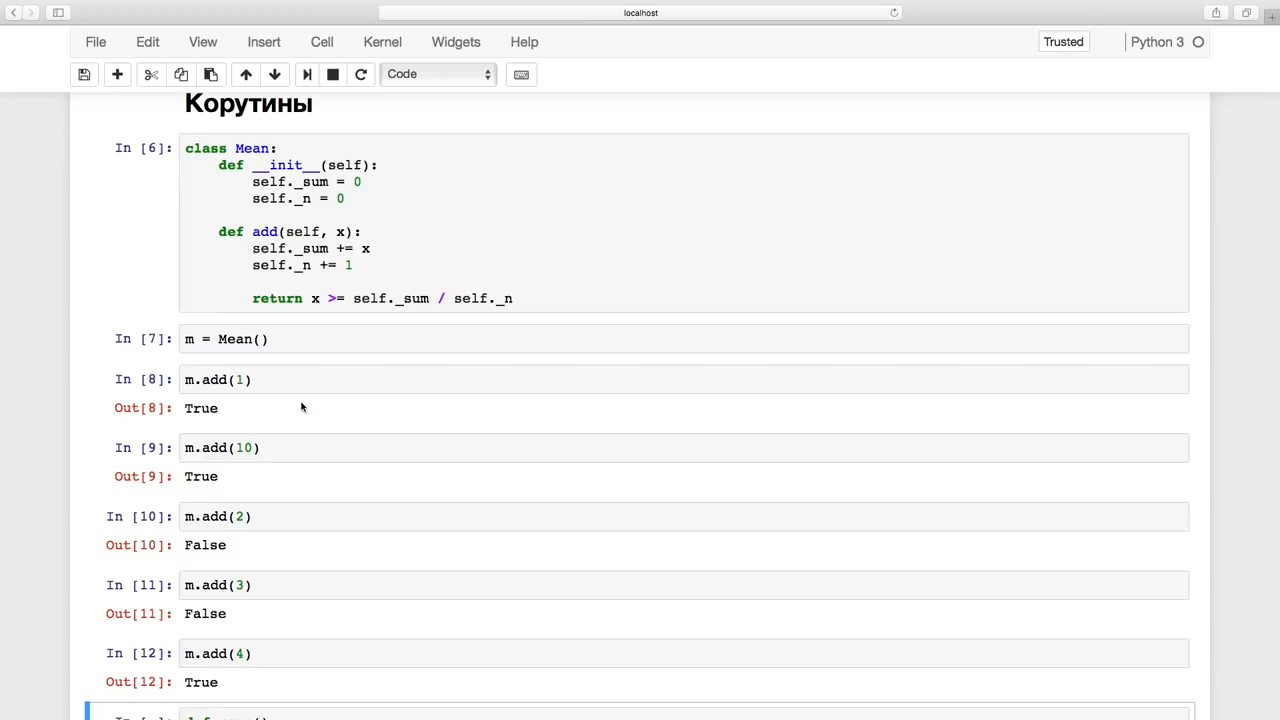 localhost
File Edit View Insert Cell Kernel Widgets Help Trusted Python 3
Code
Корутины
In [6]: class Mean:
def __init__(self):
self._sum = 0
self._n = 0
def add(self, x):
self._sum += x
self._n += 1
return x >= self._sum / self._n
In [7]: m = Mean()
In [8]: m.add(1)
Out[8]: True
In [9]: m.add(10)
Out[9]: True
In [10]: m.add(2)
Out[10]: False
In [11]: m.add(3)
Out[11]: False
In [12]: m.add(4)
Out[12]: True